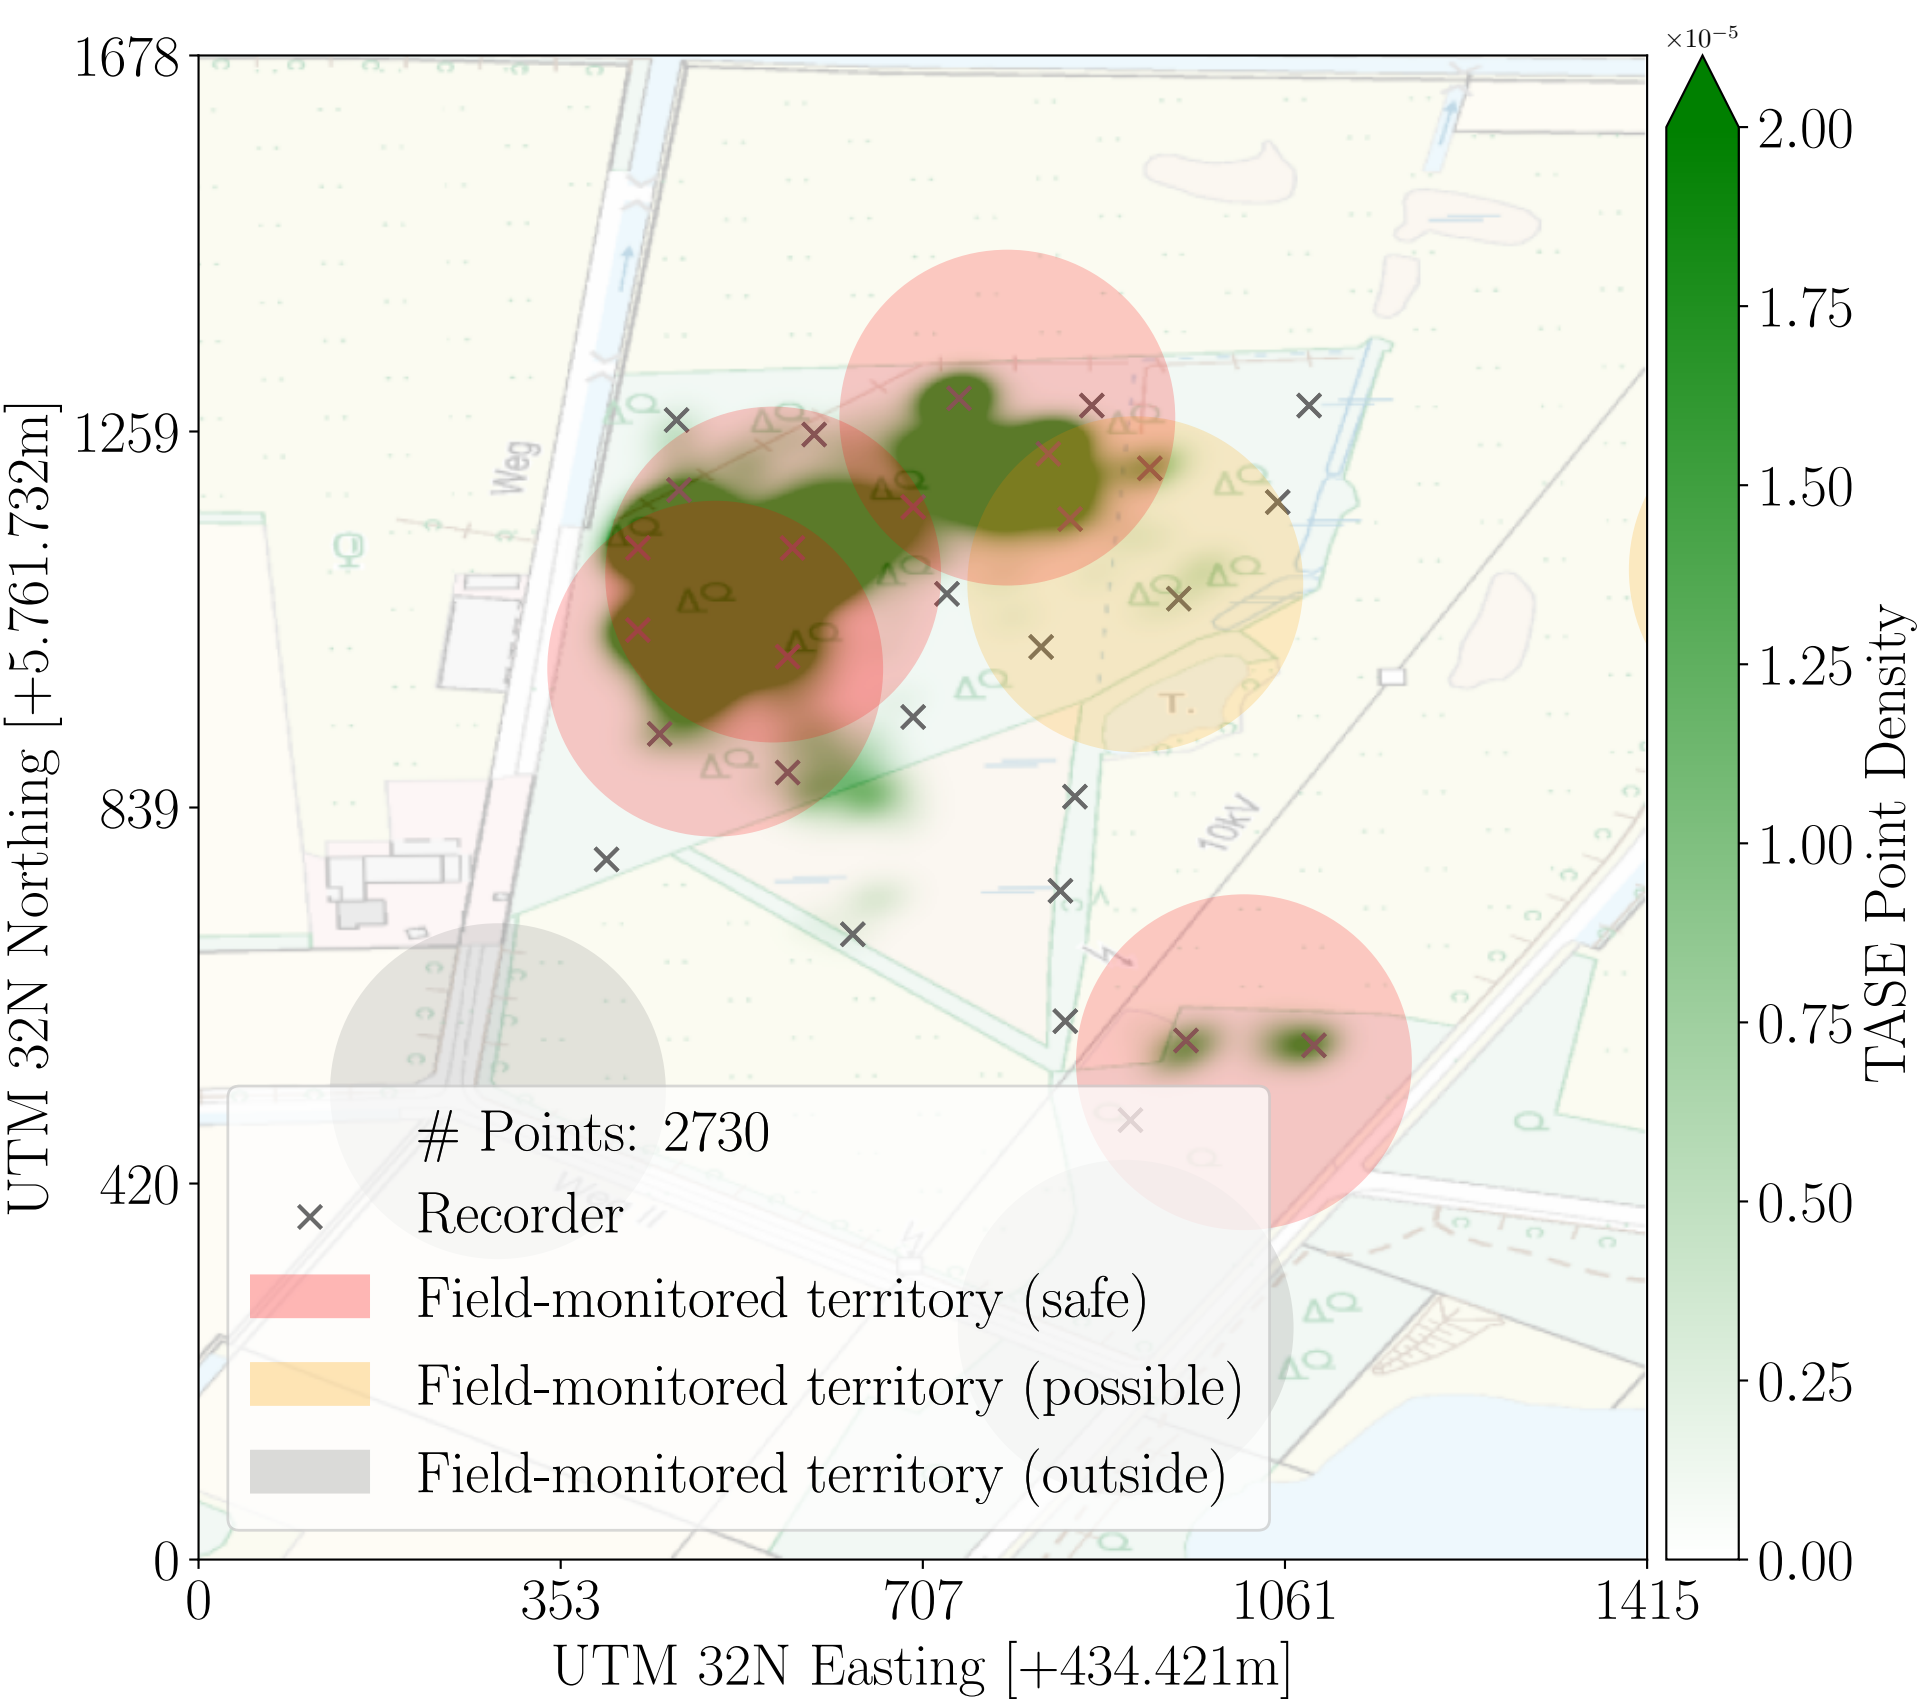 ×10⁻⁵
1678
1259
839
420
0
UTM 32N Northing [+5.761.732m]
Weg
10kV
T.
# Points: 2730
Recorder
Field-monitored territory (safe)
Field-monitored territory (possible)
Field-monitored territory (outside)
0
353
707
1061
1415
UTM 32N Easting [+434.421m]
2.00
1.75
1.50
1.25
1.00
0.75
0.50
0.25
0.00
TASE Point Density